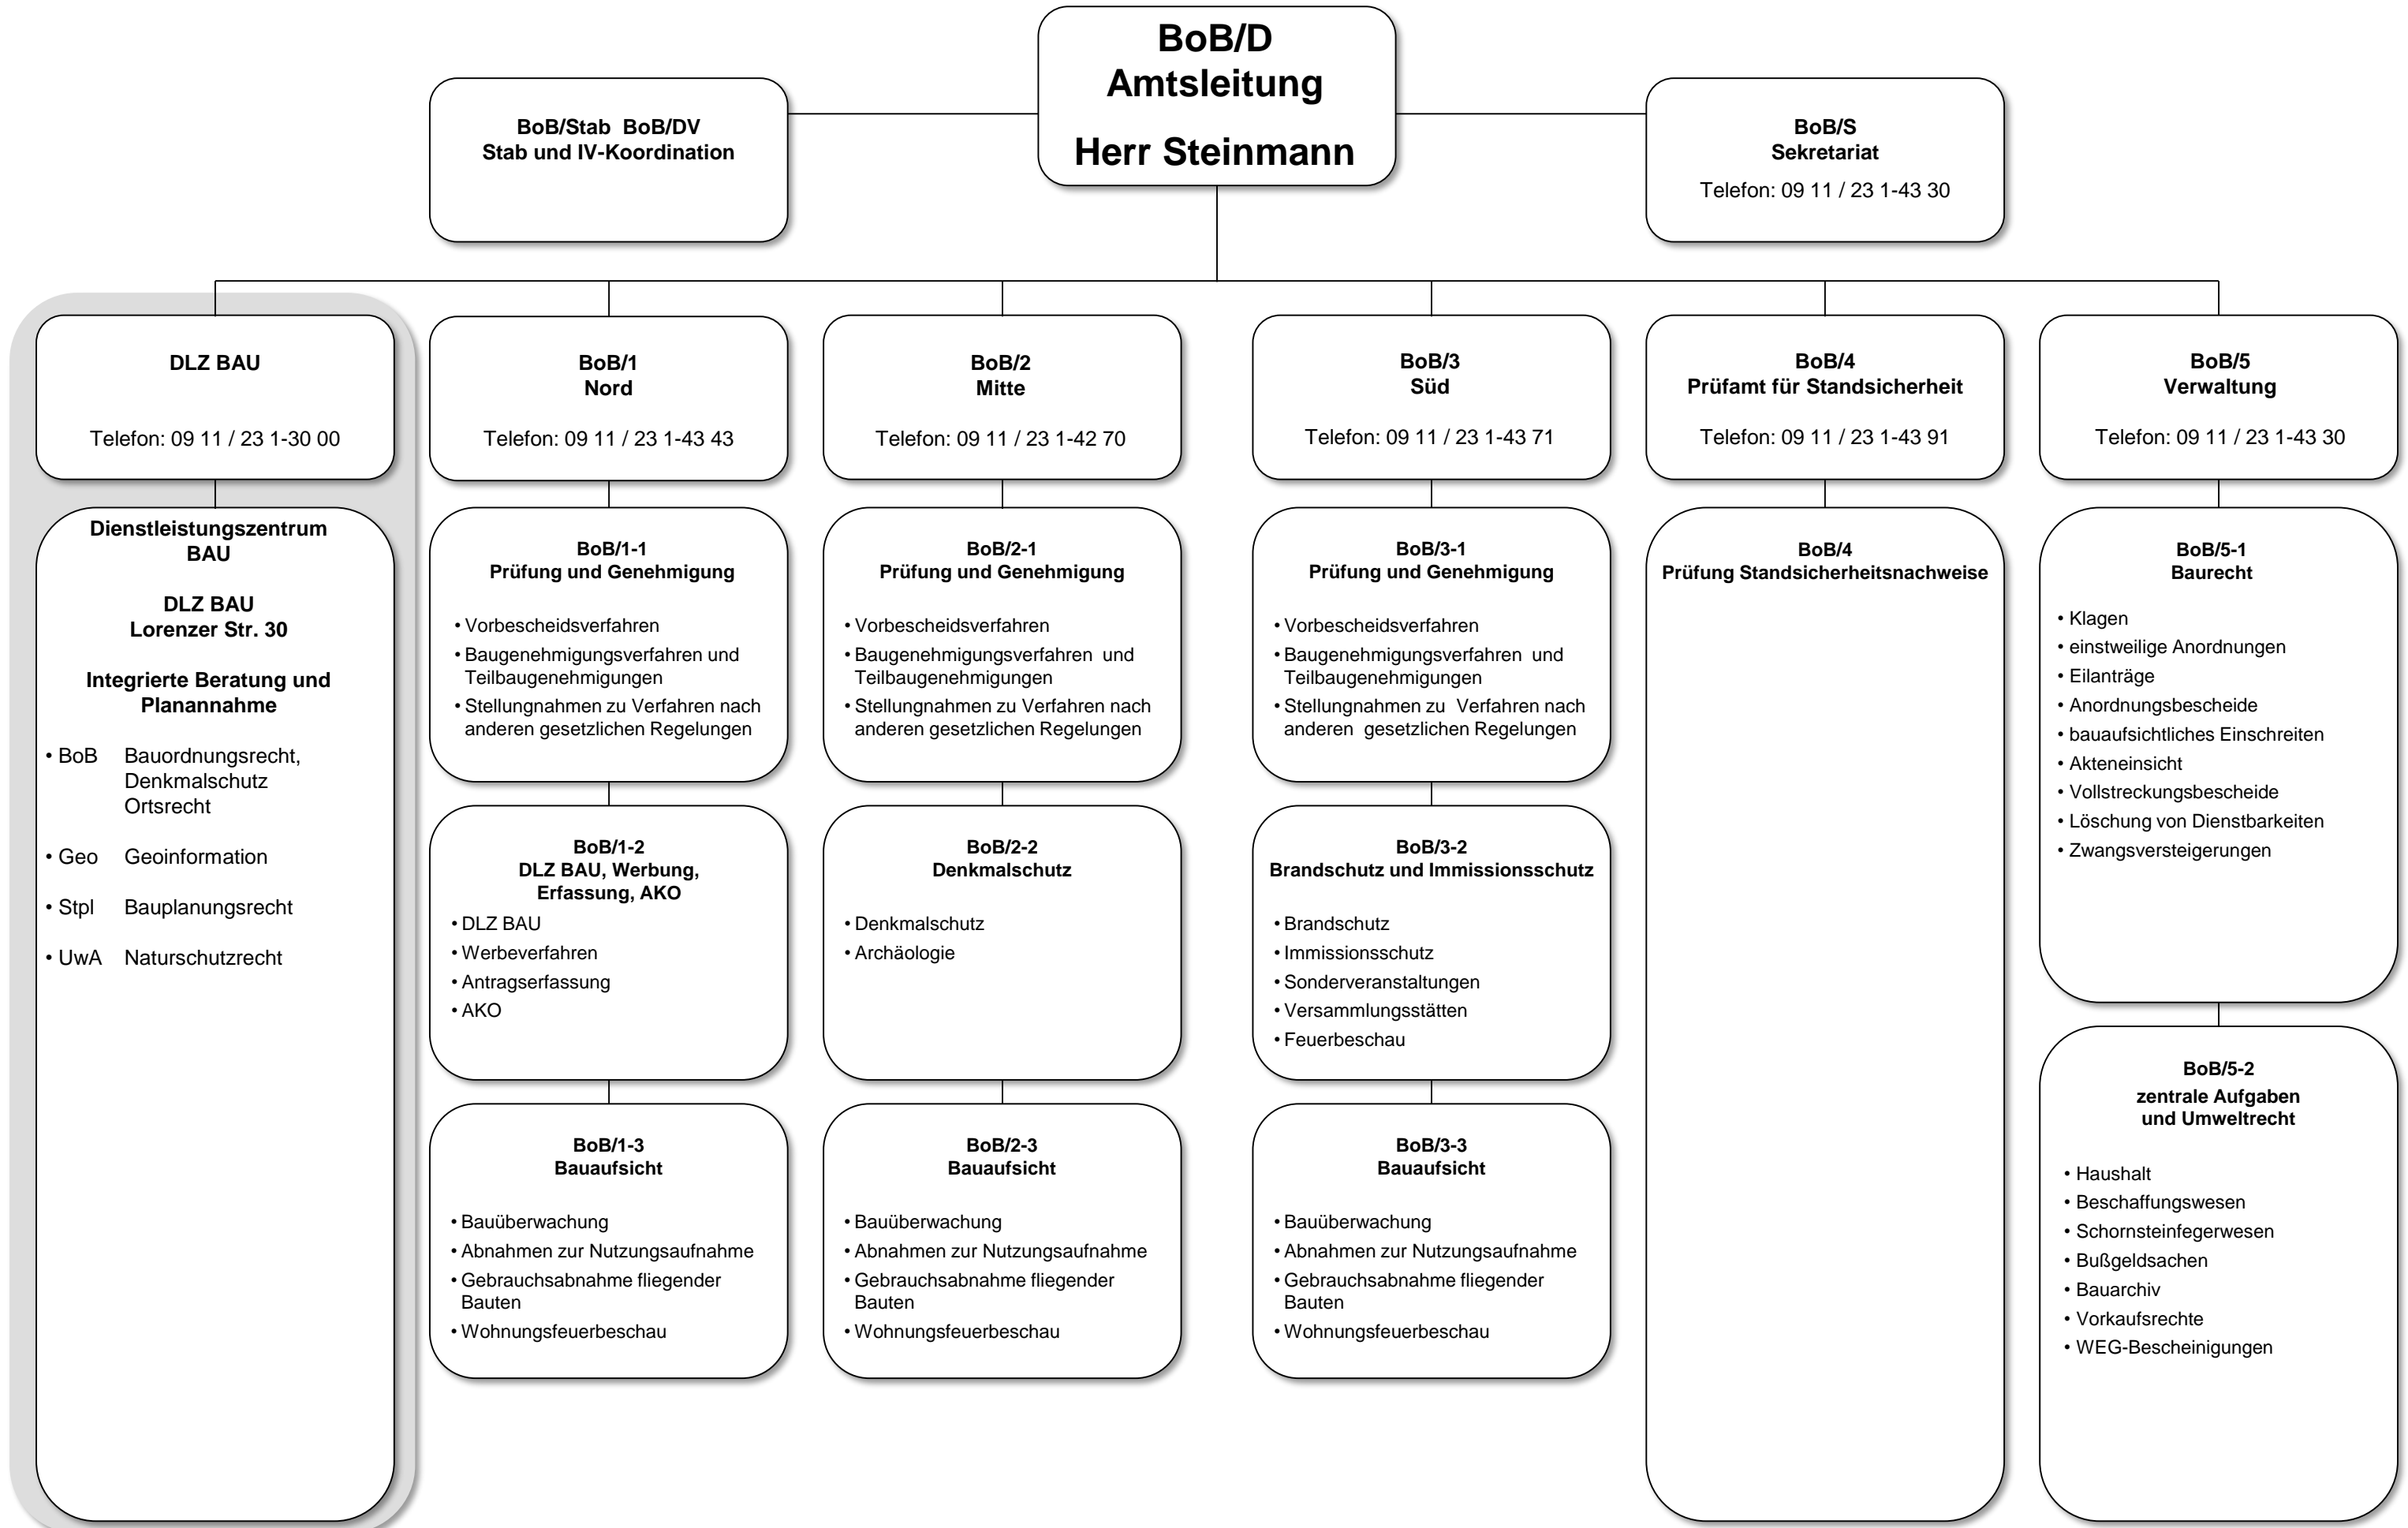 BoB/D
Amtsleitung
Herr Steinmann
BoB/Stab BoB/DV
Stab und IV-Koordination
BoB/S
Sekretariat
Telefon: 09 11 / 23 1-43 30
DLZ BAU
Telefon: 09 11 / 23 1-30 00
BoB/1
Nord
Telefon: 09 11 / 23 1-43 43
BoB/2
Mitte
Telefon: 09 11 / 23 1-42 70
BoB/3
Süd
Telefon: 09 11 / 23 1-43 71
BoB/4
Prüfamt für Standsicherheit
Telefon: 09 11 / 23 1-43 91
BoB/5
Verwaltung
Telefon: 09 11 / 23 1-43 30
Dienstleistungszentrum
BAU
DLZ BAU
Lorenzer Str. 30
Integrierte Beratung und
Planannahme
• BoB Bauordnungsrecht,
Denkmalschutz
Ortsrecht
• Geo Geoinformation
• Stpl Bauplanungsrecht
• UwA Naturschutzrecht
BoB/1-1
Prüfung und Genehmigung
• Vorbescheidsverfahren
• Baugenehmigungsverfahren und
Teilbaugenehmigungen
• Stellungnahmen zu Verfahren nach
anderen gesetzlichen Regelungen
BoB/1-2
DLZ BAU, Werbung,
Erfassung, AKO
• DLZ BAU
• Werbeverfahren
• Antragserfassung
• AKO
BoB/1-3
Bauaufsicht
• Bauüberwachung
• Abnahmen zur Nutzungsaufnahme
• Gebrauchsabnahme fliegender
Bauten
• Wohnungsfeuerbeschau
BoB/2-1
Prüfung und Genehmigung
• Vorbescheidsverfahren
• Baugenehmigungsverfahren und
Teilbaugenehmigungen
• Stellungnahmen zu Verfahren nach
anderen gesetzlichen Regelungen
BoB/2-2
Denkmalschutz
• Denkmalschutz
• Archäologie
BoB/2-3
Bauaufsicht
• Bauüberwachung
• Abnahmen zur Nutzungsaufnahme
• Gebrauchsabnahme fliegender
Bauten
• Wohnungsfeuerbeschau
BoB/3-1
Prüfung und Genehmigung
• Vorbescheidsverfahren
• Baugenehmigungsverfahren und
Teilbaugenehmigungen
• Stellungnahmen zu Verfahren nach
anderen gesetzlichen Regelungen
BoB/3-2
Brandschutz und Immissionsschutz
• Brandschutz
• Immissionsschutz
• Sonderveranstaltungen
• Versammlungsstätten
• Feuerbeschau
BoB/3-3
Bauaufsicht
• Bauüberwachung
• Abnahmen zur Nutzungsaufnahme
• Gebrauchsabnahme fliegender
Bauten
• Wohnungsfeuerbeschau
BoB/4
Prüfung Standsicherheitsnachweise
BoB/5-1
Baurecht
• Klagen
• einstweilige Anordnungen
• Eilanträge
• Anordnungsbescheide
• bauaufsichtliches Einschreiten
• Akteneinsicht
• Vollstreckungsbescheide
• Löschung von Dienstbarkeiten
• Zwangsversteigerungen
BoB/5-2
zentrale Aufgaben
und Umweltrecht
• Haushalt
• Beschaffungswesen
• Schornsteinfegerwesen
• Bußgeldsachen
• Bauarchiv
• Vorkaufsrechte
• WEG-Bescheinigungen